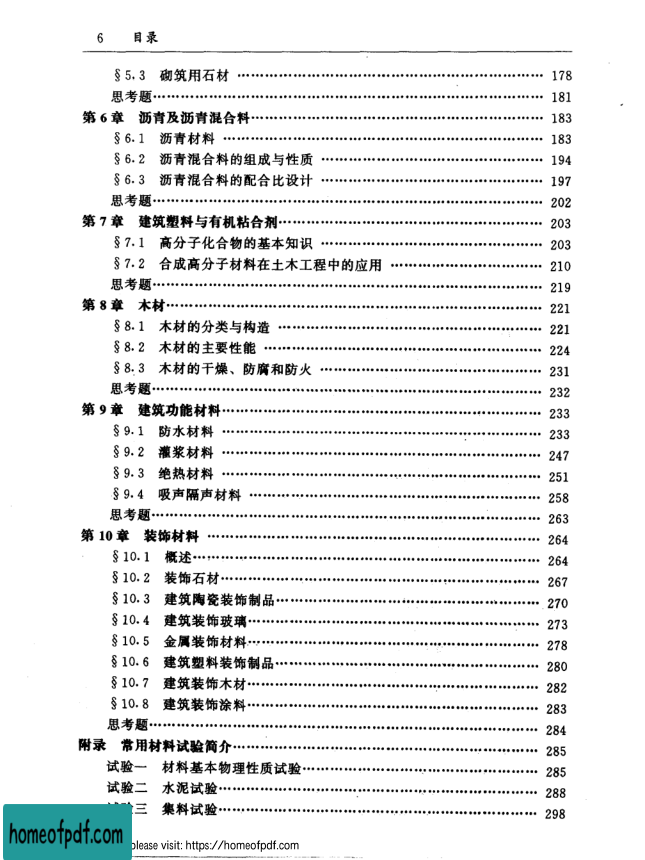 6 目录
§5.3 砌筑用石材 …… 178
思考题 …… 181
第6章 沥青及沥青混合料 …… 183
§6.1 沥青材料 …… 183
§6.2 沥青混合料的组成与性质 …… 194
§6.3 沥青混合料的配合比设计 …… 197
思考题 …… 202
第7章 建筑塑料与有机粘合剂 …… 203
§7.1 高分子化合物的基本知识 …… 203
§7.2 合成高分子材料在土木工程中的应用 …… 210
思考题 …… 219
第8章 木材 …… 221
§8.1 木材的分类与构造 …… 221
§8.2 木材的主要性能 …… 224
§8.3 木材的干燥、防腐和防火 …… 231
思考题 …… 232
第9章 建筑功能材料 …… 233
§9.1 防水材料 …… 233
§9.2 灌浆材料 …… 247
§9.3 绝热材料 …… 251
§9.4 吸声隔声材料 …… 258
思考题 …… 263
第10章 装饰材料 …… 264
§10.1 概述 …… 264
§10.2 装饰石材 …… 267
§10.3 建筑陶瓷装饰制品 …… 270
§10.4 建筑装饰玻璃 …… 273
§10.5 金属装饰材料 …… 278
§10.6 建筑塑料装饰制品 …… 280
§10.7 建筑装饰木材 …… 282
§10.8 建筑装饰涂料 …… 283
思考题 …… 284
附录 常用材料试验简介 …… 285
试验一 材料基本物理性质试验 …… 285
试验二 水泥试验 …… 288
三 集料试验 …… 298
homeofpdf.com
please visit: https://homeofpdf.com